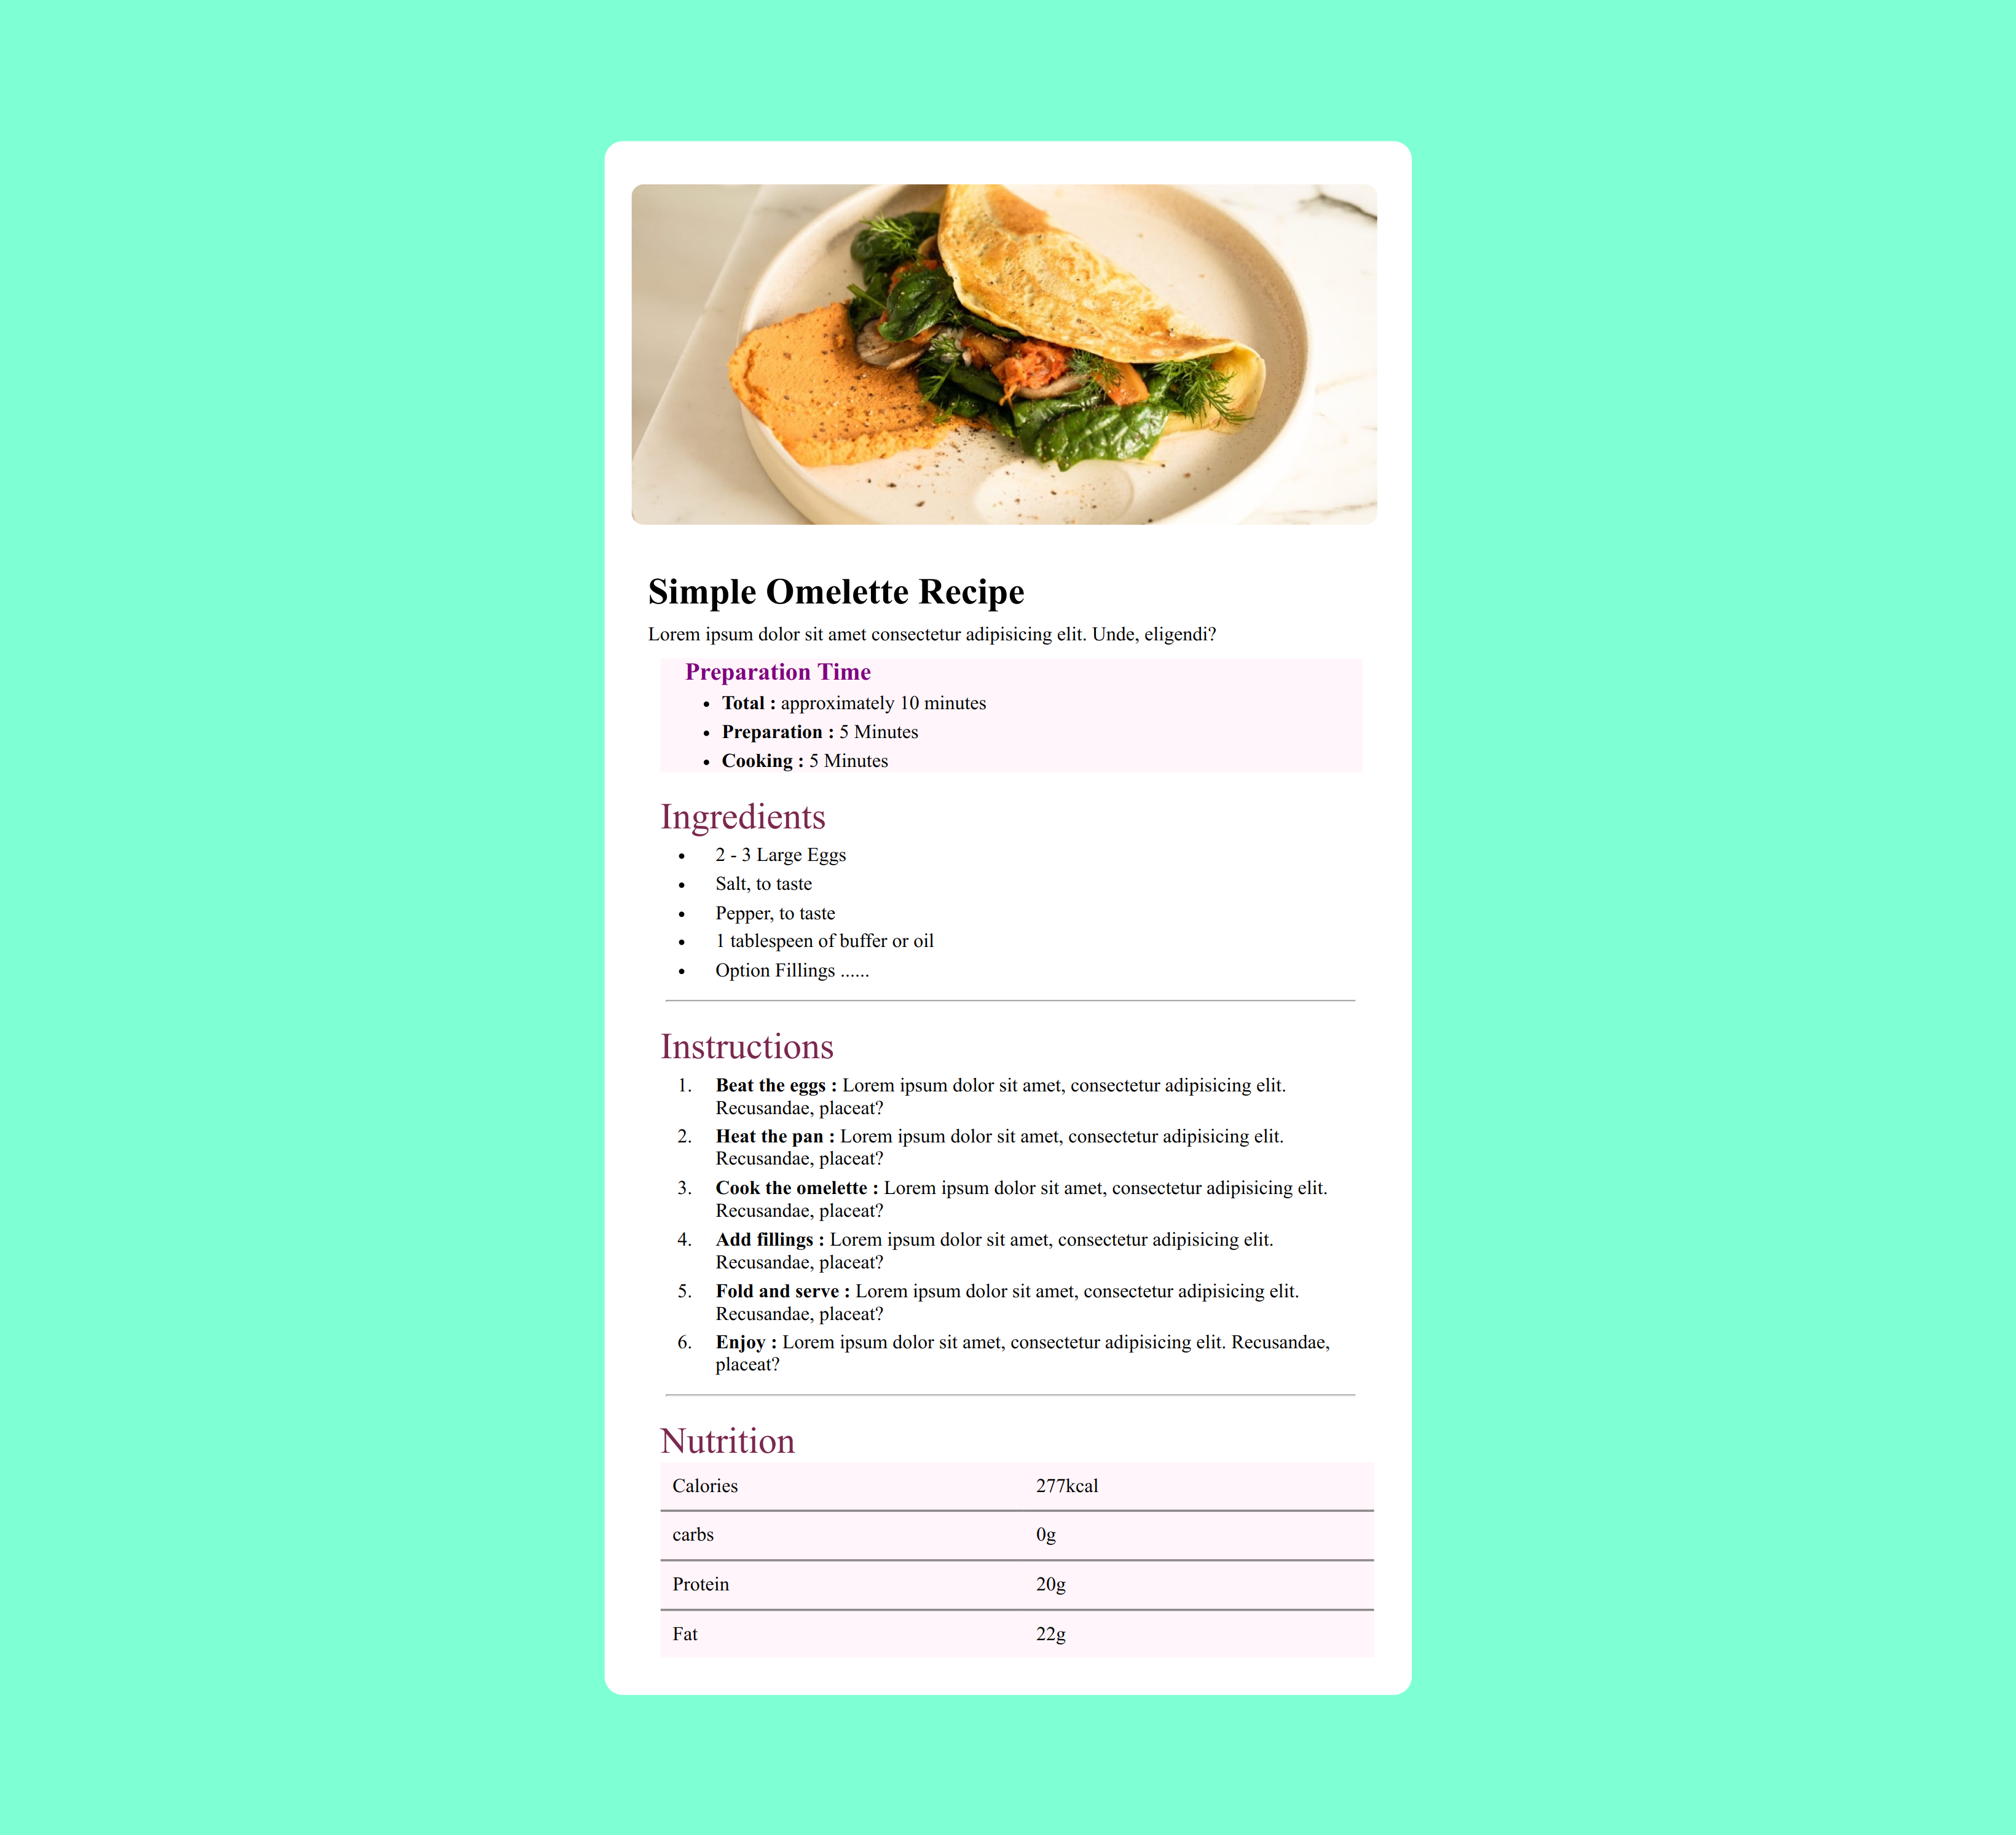 Simple Omelette Recipe
Lorem ipsum dolor sit amet consectetur adipisicing elit. Unde, eligendi?
Preparation Time
• Total : approximately 10 minutes
• Preparation : 5 Minutes
• Cooking : 5 Minutes
Ingredients
• 2 - 3 Large Eggs
• Salt, to taste
• Pepper, to taste
• 1 tablespeen of buffer or oil
• Option Fillings ......
Instructions
1. Beat the eggs : Lorem ipsum dolor sit amet, consectetur adipisicing elit.
Recusandae, placeat?
2. Heat the pan : Lorem ipsum dolor sit amet, consectetur adipisicing elit.
Recusandae, placeat?
3. Cook the omelette : Lorem ipsum dolor sit amet, consectetur adipisicing elit.
Recusandae, placeat?
4. Add fillings : Lorem ipsum dolor sit amet, consectetur adipisicing elit.
Recusandae, placeat?
5. Fold and serve : Lorem ipsum dolor sit amet, consectetur adipisicing elit.
Recusandae, placeat?
6. Enjoy : Lorem ipsum dolor sit amet, consectetur adipisicing elit. Recusandae,
placeat?
Nutrition
Calories 277kcal
carbs 0g
Protein 20g
Fat 22g